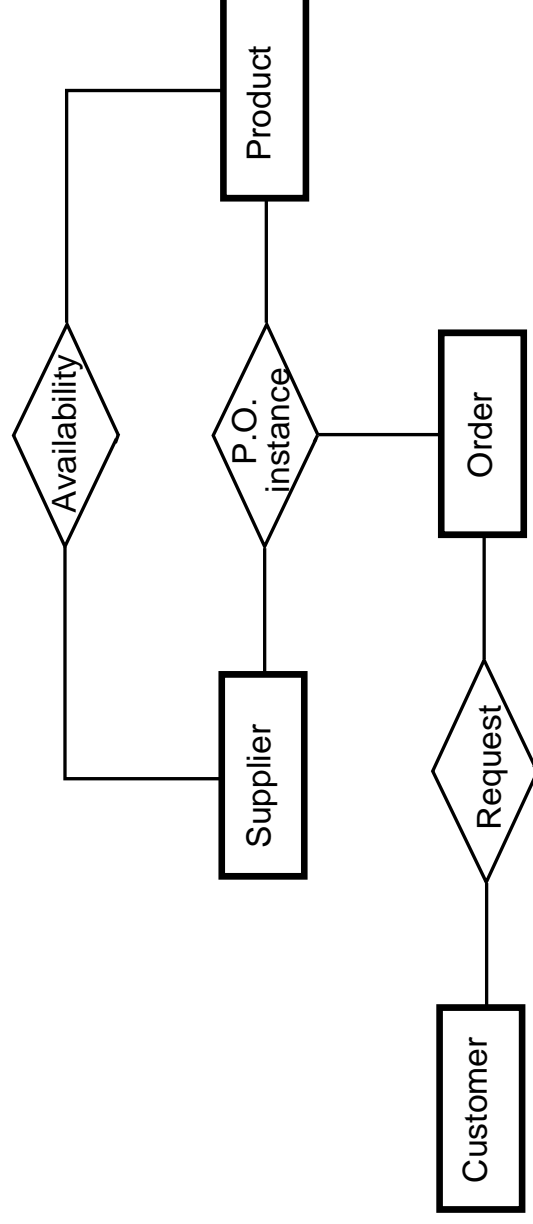 Availability
Supplier
P.O.
instance
Product
Customer
Request
Order